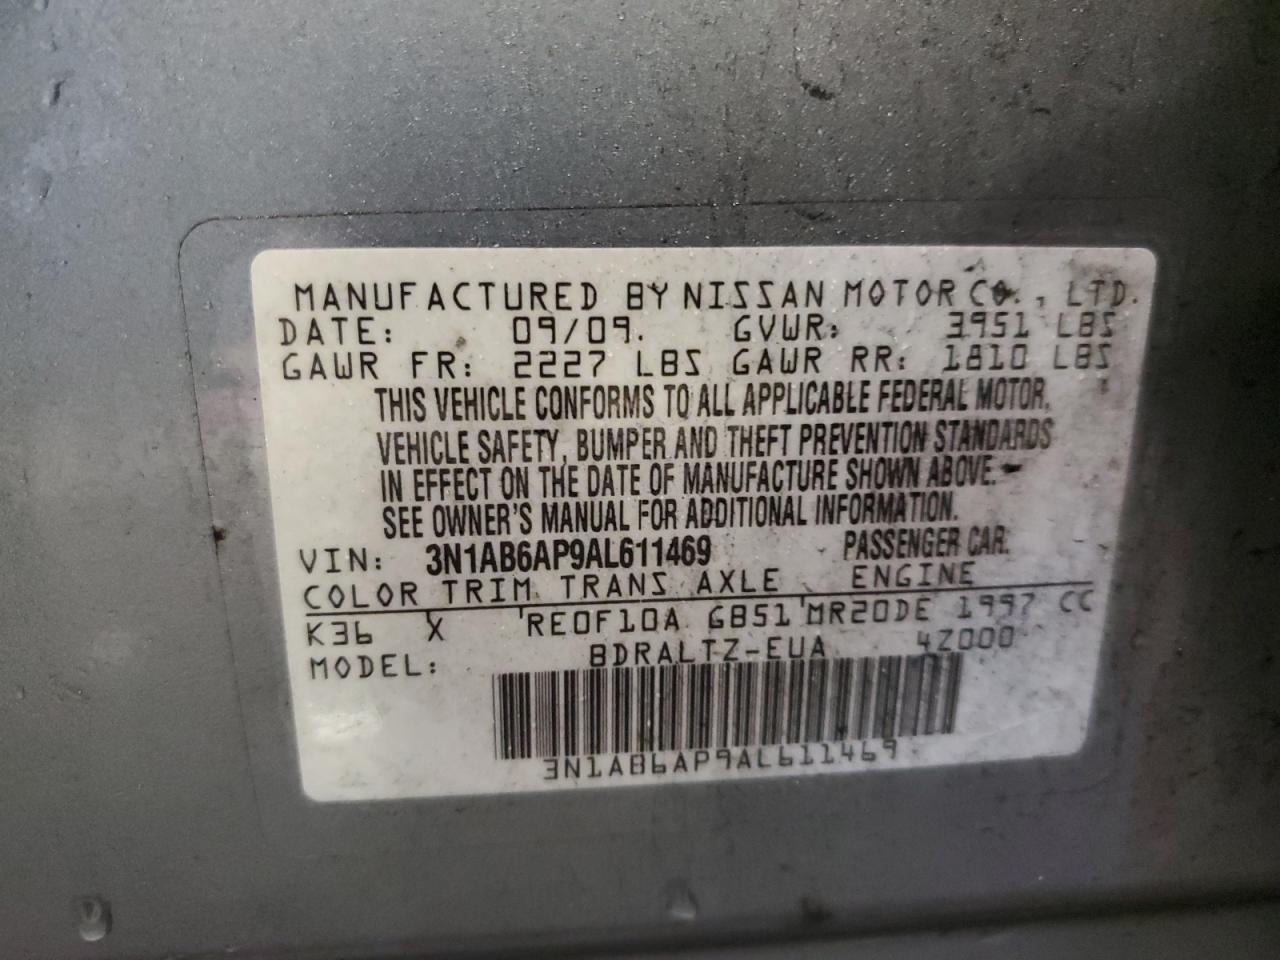 MANUFACTURED BY NISSAN MOTOR CO., LTD.
DATE: 09/09. GVWR: 3951 LBS
GAWR FR: 2227 LBS GAWR RR: 1810 LBS
THIS VEHICLE CONFORMS TO ALL APPLICABLE FEDERAL MOTOR,
VEHICLE SAFETY, BUMPER AND THEFT PREVENTION STANDARDS
IN EFFECT ON THE DATE OF MANUFACTURE SHOWN ABOVE.
SEE OWNER'S MANUAL FOR ADDITIONAL INFORMATION.
VIN: 3N1AB6AP9AL611469 PASSENGER CAR.
COLOR TRIM TRANS AXLE ENGINE
K36 X RE0F10A GB51 MR20DE 1997 CC
MODEL: BDRALTZ-EUA 42000
3N1AB6AP9AL611469